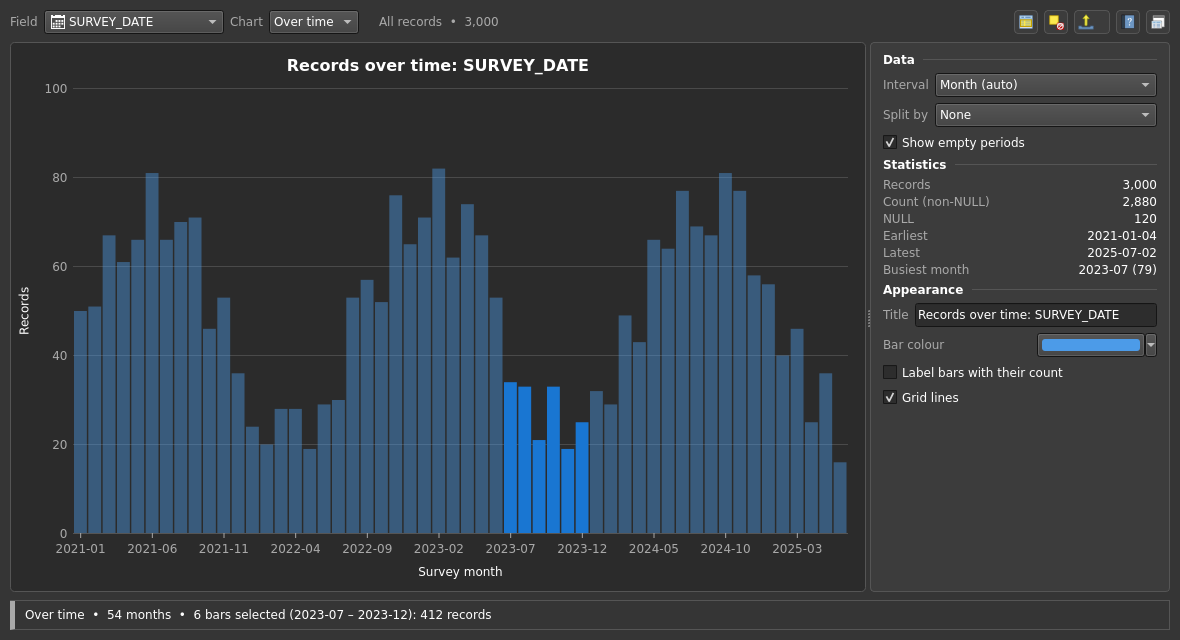 Field SURVEY_DATE Chart Over time All records • 3,000
Records over time: SURVEY_DATE
100
80
60
40
20
0
Records
2021-01 2021-06 2021-11 2022-04 2022-09 2023-02 2023-07 2023-12 2024-05 2024-10 2025-03
Survey month
Data
Interval Month (auto)
Split by None
Show empty periods
Statistics
Records 3,000
Count (non-NULL) 2,880
NULL 120
Earliest 2021-01-04
Latest 2025-07-02
Busiest month 2023-07 (79)
Appearance
Title Records over time: SURVEY_DATE
Bar colour
Label bars with their count
Grid lines
Over time • 54 months • 6 bars selected (2023-07 – 2023-12): 412 records